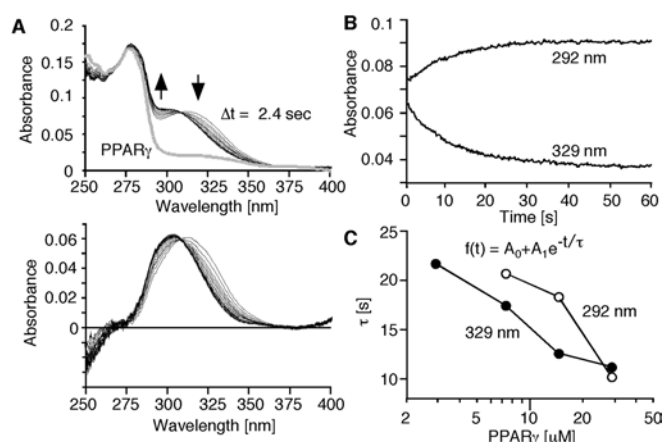 A
Absorbance
0.2
0.15
0.1
0.05
0
Δt = 2.4 sec
PPARγ
250 275 300 325 350 375 400
Wavelength [nm]
Absorbance
0.06
0.04
0.02
0
250 275 300 325 350 375 400
Wavelength [nm]
B
Absorbance
0.1
0.08
0.06
0.04
292 nm
329 nm
0 10 20 30 40 50 60
Time [s]
C
f(t) = A0+A1e-t/τ
τ [s]
25
20
15
10
292 nm
329 nm
2 5 10 30 50
PPARγ [μM]